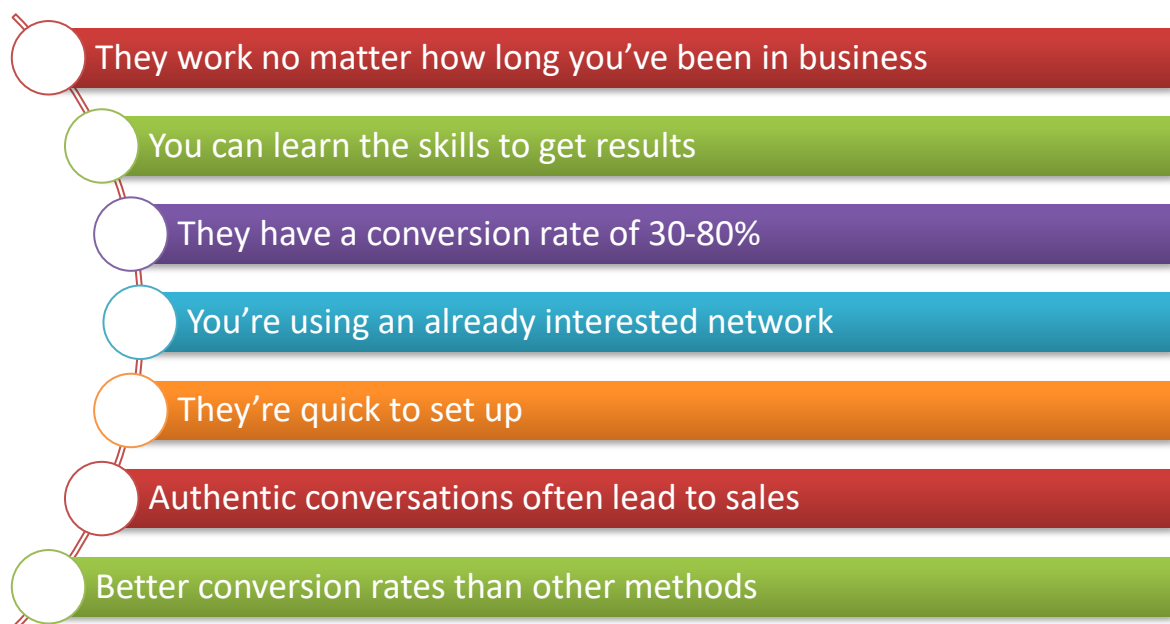 They work no matter how long you’ve been in business
You can learn the skills to get results
They have a conversion rate of 30-80%
You’re using an already interested network
They’re quick to set up
Authentic conversations often lead to sales
Better conversion rates than other methods